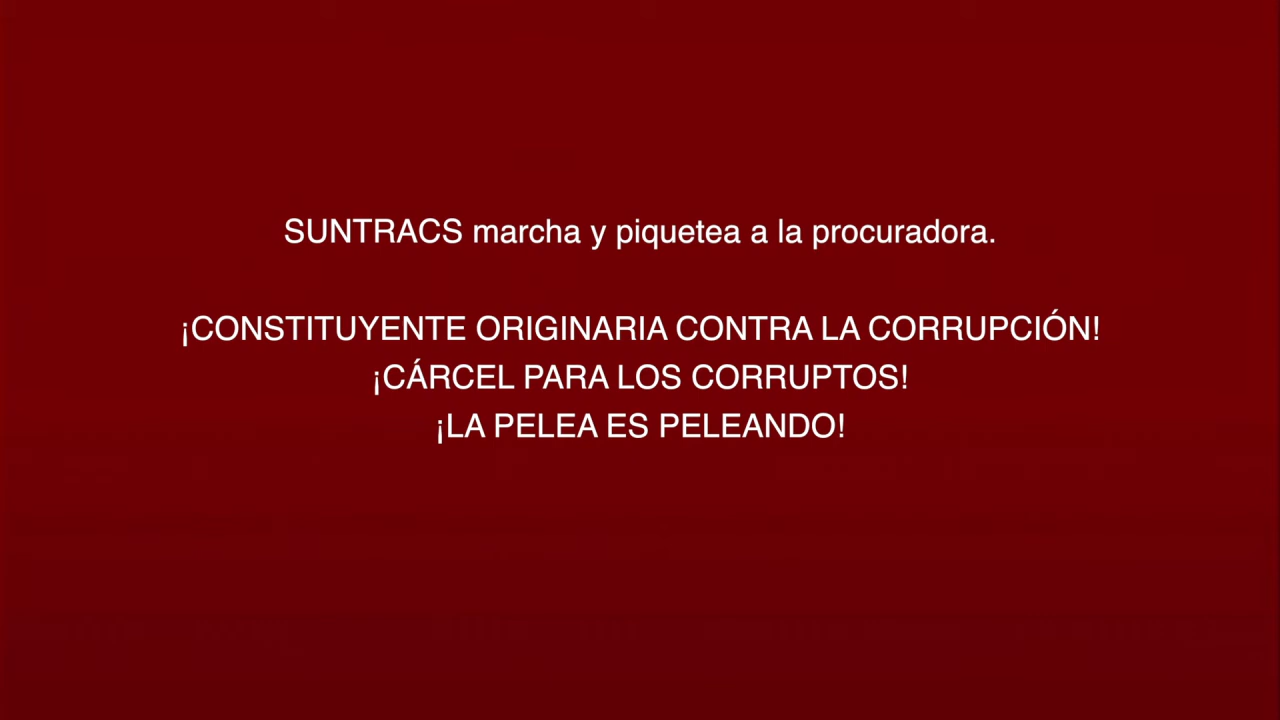 SUNTRACS marcha y piquetea a la procuradora.
¡CONSTITUYENTE ORIGINARIA CONTRA LA CORRUPCIÓN!
¡CÁRCEL PARA LOS CORRUPTOS!
¡LA PELEA ES PELEANDO!